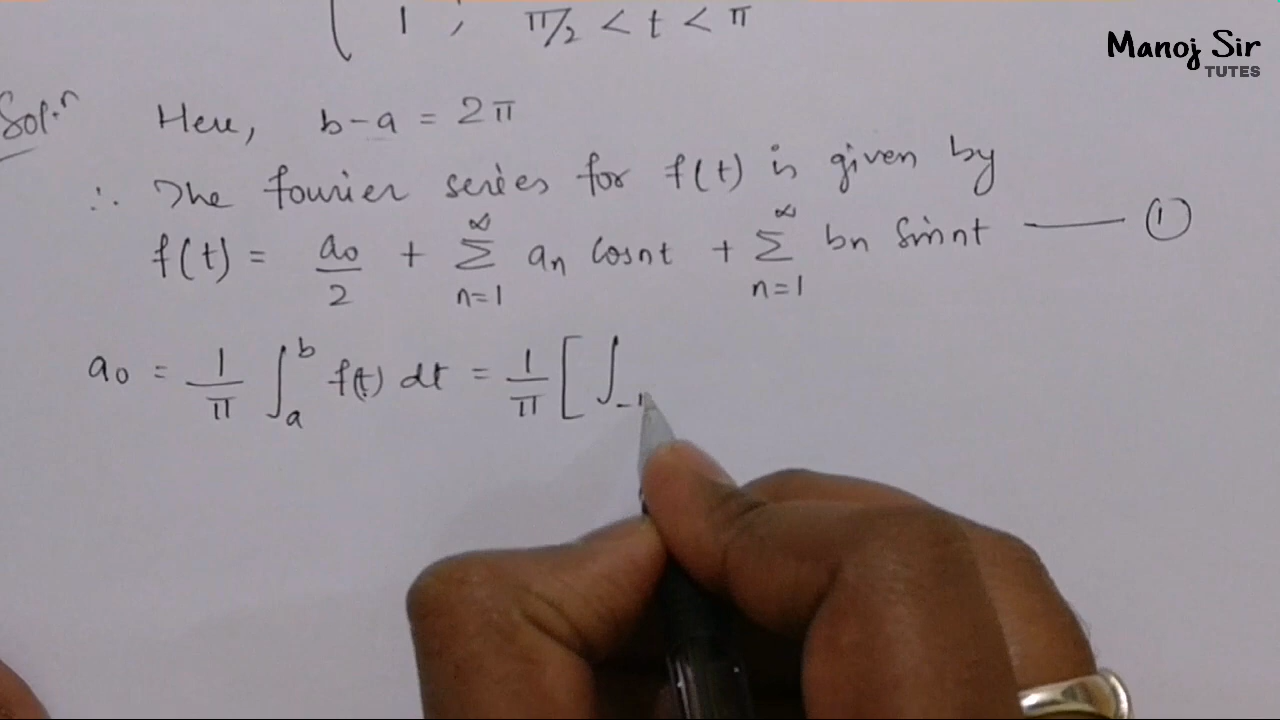 1 , π/2 < t < π
Manoj Sir
TUTES
Sol.n Here, b-a = 2π
∴ The fourier series for f(t) is given by
f(t) = a0/2 + ∑_{n=1}^{∞} an Cosnt + ∑_{n=1}^{∞} bn Sinnt —— ①
a0 = 1/π ∫_a^b f(t) dt = 1/π [ ∫_-